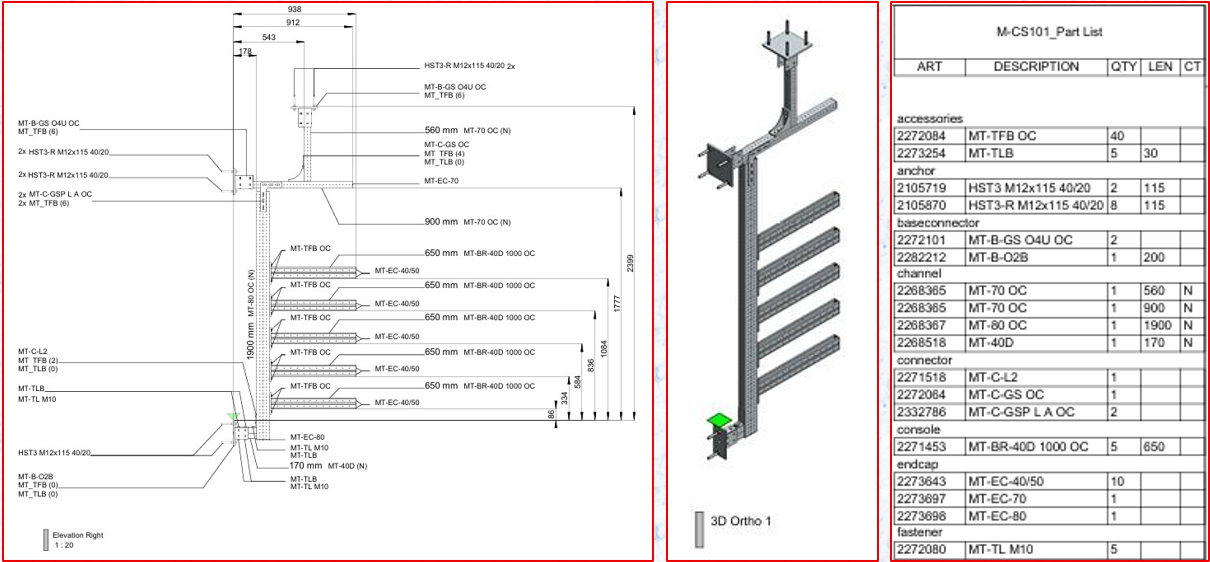 938
912
543
178
HST3-R M12x115 40/20 2x
MT-B-GS O4U OC
MT_TFB (6)
MT-B-GS O4U OC
MT_TFB (6)
560 mm MT-70 OC (N)
MT-C-GS OC
MT TFB (4)
MT_TLB (0)
2x HST3-R M12x115 40/20
2x HST3-R M12x115 40/20
MT-EC-70
2x MT-C-GSP L A OC
2x MT_TFB (6)
900 mm MT-70 OC (N)
MT-TFB OC
650 mm MT-BR-40D 1000 OC
MT-EC-40/50
MT-TFB OC
650 mm MT-BR-40D 1000 OC
MT-EC-40/50
MT-TFB OC
650 mm MT-BR-40D 1000 OC
MT-EC-40/50
MT-TFB OC
650 mm MT-BR-40D 1000 OC
MT-EC-40/50
MT-TFB OC
650 mm MT-BR-40D 1000 OC
MT-EC-40/50
1900 mm MT-80 OC (N)
2399
1777
1084
836
584
334
86
MT-C-L2
MT TFB (2)
MT_TLB (0)
MT-TLB
MT-TL M10
HST3 M12x115 40/20
MT-B-O2B
MT_TFB (0)
MT_TLB (0)
MT-EC-80
MT-TL M10
MT-TLB
170 mm MT-40D (N)
MT-TLB
MT-TL M10
Elevation Right
1 : 20
3D Ortho 1
M-CS101_Part List
ART DESCRIPTION QTY LEN CT
accessories
2272084 MT-TFB OC 40
2273254 MT-TLB 5 30
anchor
2105719 HST3 M12x115 40/20 2 115
2105870 HST3-R M12x115 40/20 8 115
baseconnector
2272101 MT-B-GS O4U OC 2
2282212 MT-B-O2B 1 200
channel
2268365 MT-70 OC 1 560 N
2268365 MT-70 OC 1 900 N
2268367 MT-80 OC 1 1900 N
2268518 MT-40D 1 170 N
connector
2271518 MT-C-L2 1
2272064 MT-C-GS OC 1
2332786 MT-C-GSP L A OC 2
console
2271453 MT-BR-40D 1000 OC 5 650
endcap
2273643 MT-EC-40/50 10
2273697 MT-EC-70 1
2273698 MT-EC-80 1
fastener
2272080 MT-TL M10 5